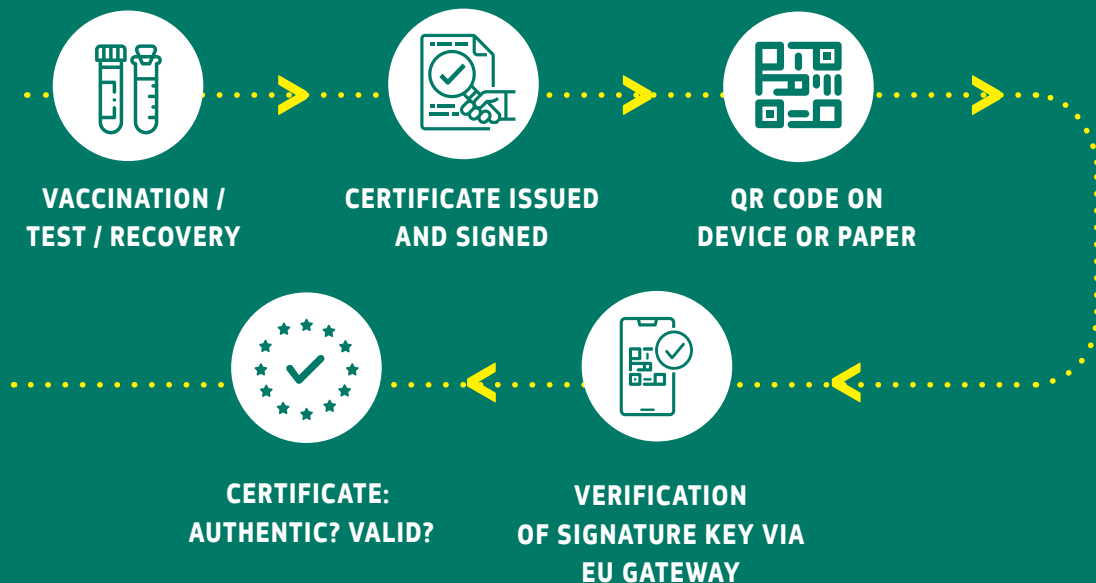 VACCINATION /
TEST / RECOVERY
CERTIFICATE ISSUED
AND SIGNED
QR CODE ON
DEVICE OR PAPER
CERTIFICATE:
AUTHENTIC? VALID?
VERIFICATION
OF SIGNATURE KEY VIA
EU GATEWAY